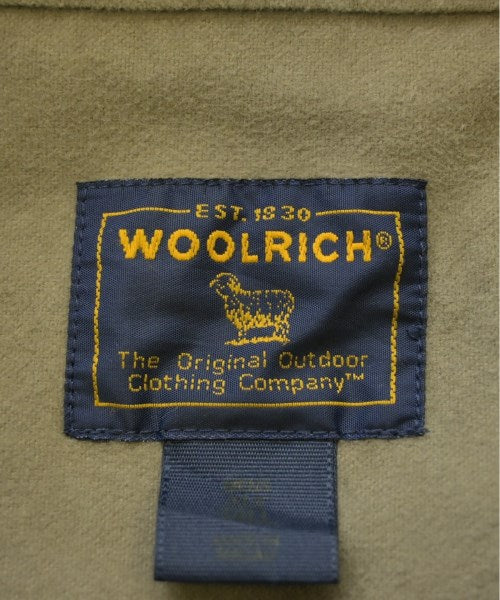 EST. 1830
WOOLRICH®
The Original Outdoor
Clothing Company™